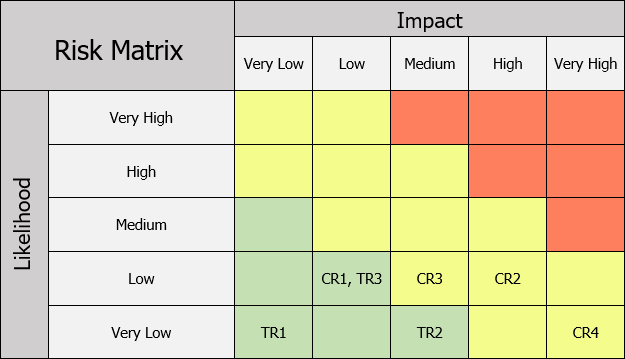 Risk Matrix
Impact
Very Low Low Medium High Very High
Likelihood
Very High
High
Medium
Low CR1, TR3 CR3 CR2
Very Low TR1 TR2 CR4